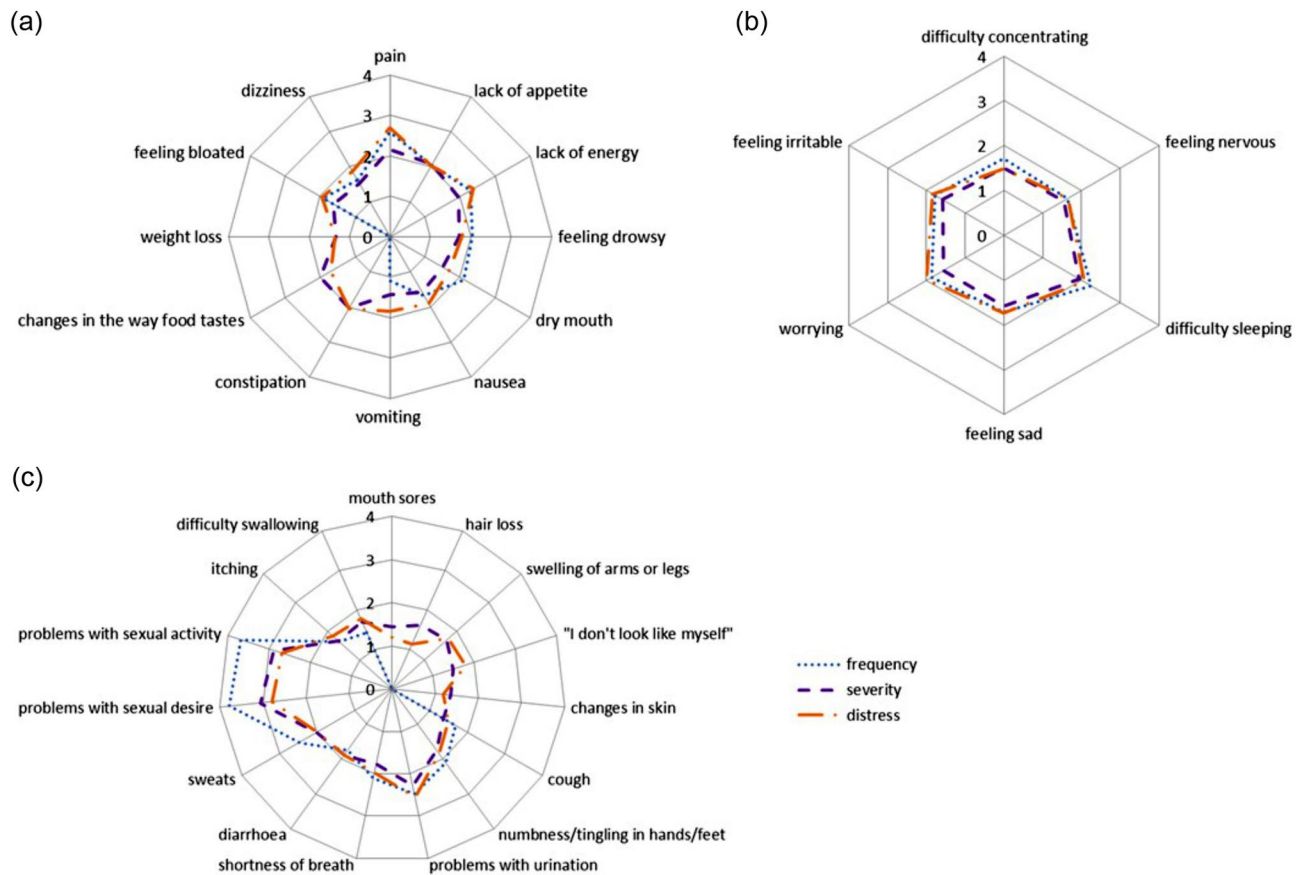 (a)
pain
4
dizziness
lack of appetite
3
feeling bloated
2
lack of energy
1
weight loss
0
feeling drowsy
changes in the way food tastes
dry mouth
constipation
nausea
vomiting
(b)
difficulty concentrating
4
3
feeling irritable
2
feeling nervous
1
0
worrying
difficulty sleeping
feeling sad
(c)
mouth sores
4
difficulty swallowing
hair loss
3
itching
swelling of arms or legs
2
problems with sexual activity
1
"I don't look like myself"
0
problems with sexual desire
changes in skin
sweats
cough
diarrhoea
numbness/tingling in hands/feet
shortness of breath
problems with urination
frequency
severity
distress